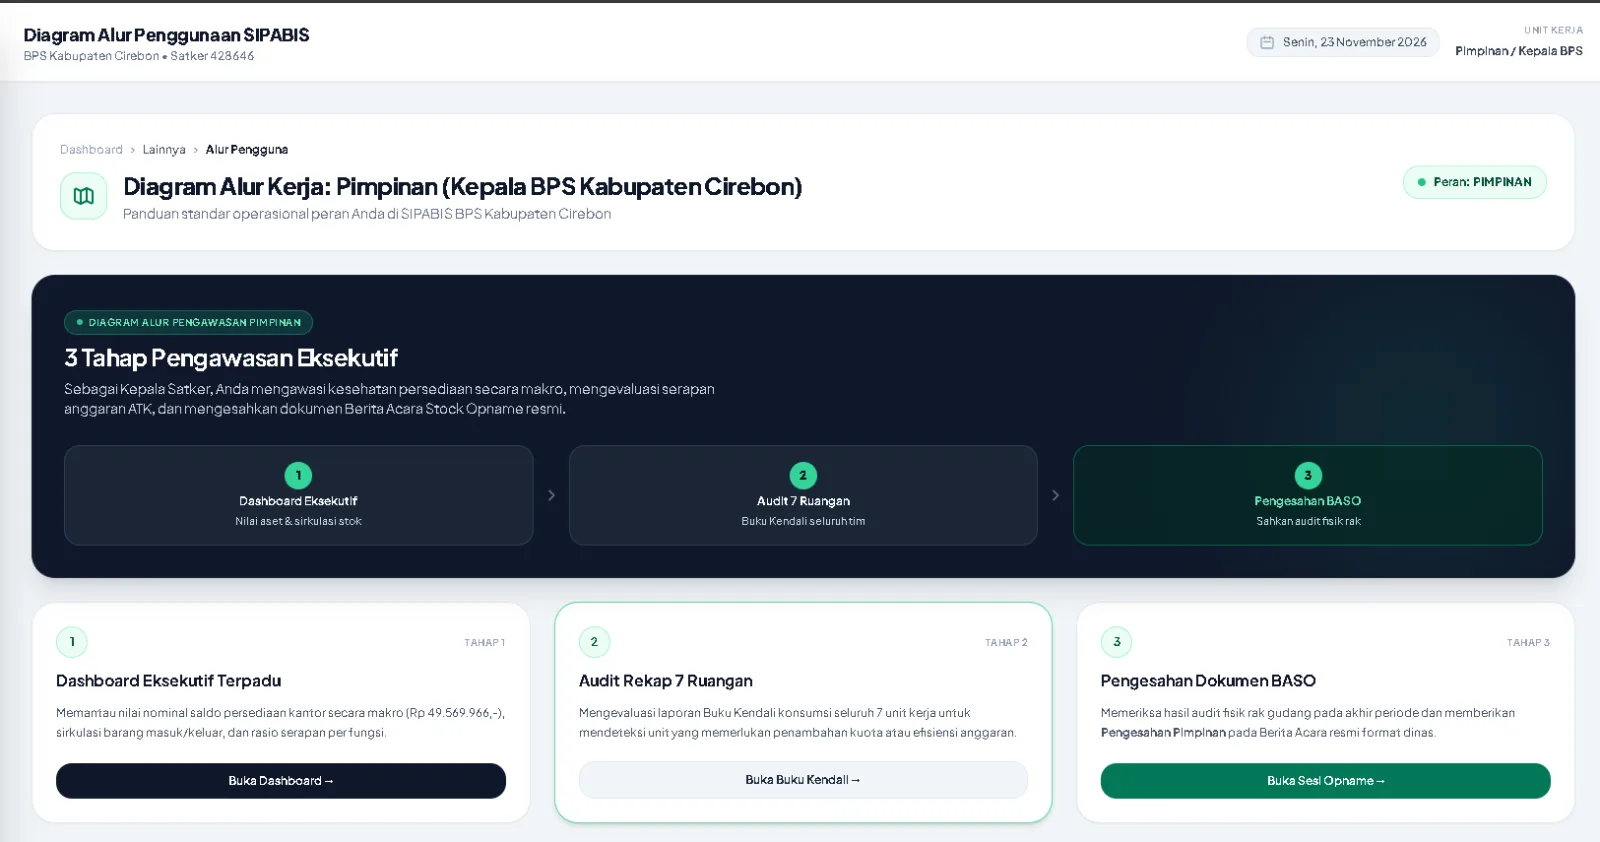 Diagram Alur Penggunaan SIPABIS
BPS Kabupaten Cirebon • Satker 428646
Senin, 23 November 2026
UNIT KERJA
Pimpinan / Kepala BPS
Dashboard › Lainnya › Alur Pengguna
Diagram Alur Kerja: Pimpinan (Kepala BPS Kabupaten Cirebon)
Panduan standar operasional peran Anda di SIPABIS BPS Kabupaten Cirebon
Peran: PIMPINAN
DIAGRAM ALUR PENGAWASAN PIMPINAN
3 Tahap Pengawasan Eksekutif
Sebagai Kepala Satker, Anda mengawasi kesehatan persediaan secara makro, mengevaluasi serapan
anggaran ATK, dan mengesahkan dokumen Berita Acara Stock Opname resmi.
1
Dashboard Eksekutif
Nilai aset & sirkulasi stok
2
Audit 7 Ruangan
Buku Kendali seluruh tim
3
Pengesahan BASO
Sahkan audit fisik rak
1
TAHAP 1
Dashboard Eksekutif Terpadu
Memantau nilai nominal saldo persediaan kantor secara makro (Rp 49.569.966,-),
sirkulasi barang masuk/keluar, dan rasio serapan per fungsi.
Buka Dashboard →
2
TAHAP 2
Audit Rekap 7 Ruangan
Mengevaluasi laporan Buku Kendali konsumsi seluruh 7 unit kerja untuk
mendeteksi unit yang memerlukan penambahan kuota atau efisiensi anggaran.
Buka Buku Kendali →
3
TAHAP 3
Pengesahan Dokumen BASO
Memeriksa hasil audit fisik rak gudang pada akhir periode dan memberikan
Pengesahan Pimpinan pada Berita Acara resmi format dinas.
Buka Sesi Opname →